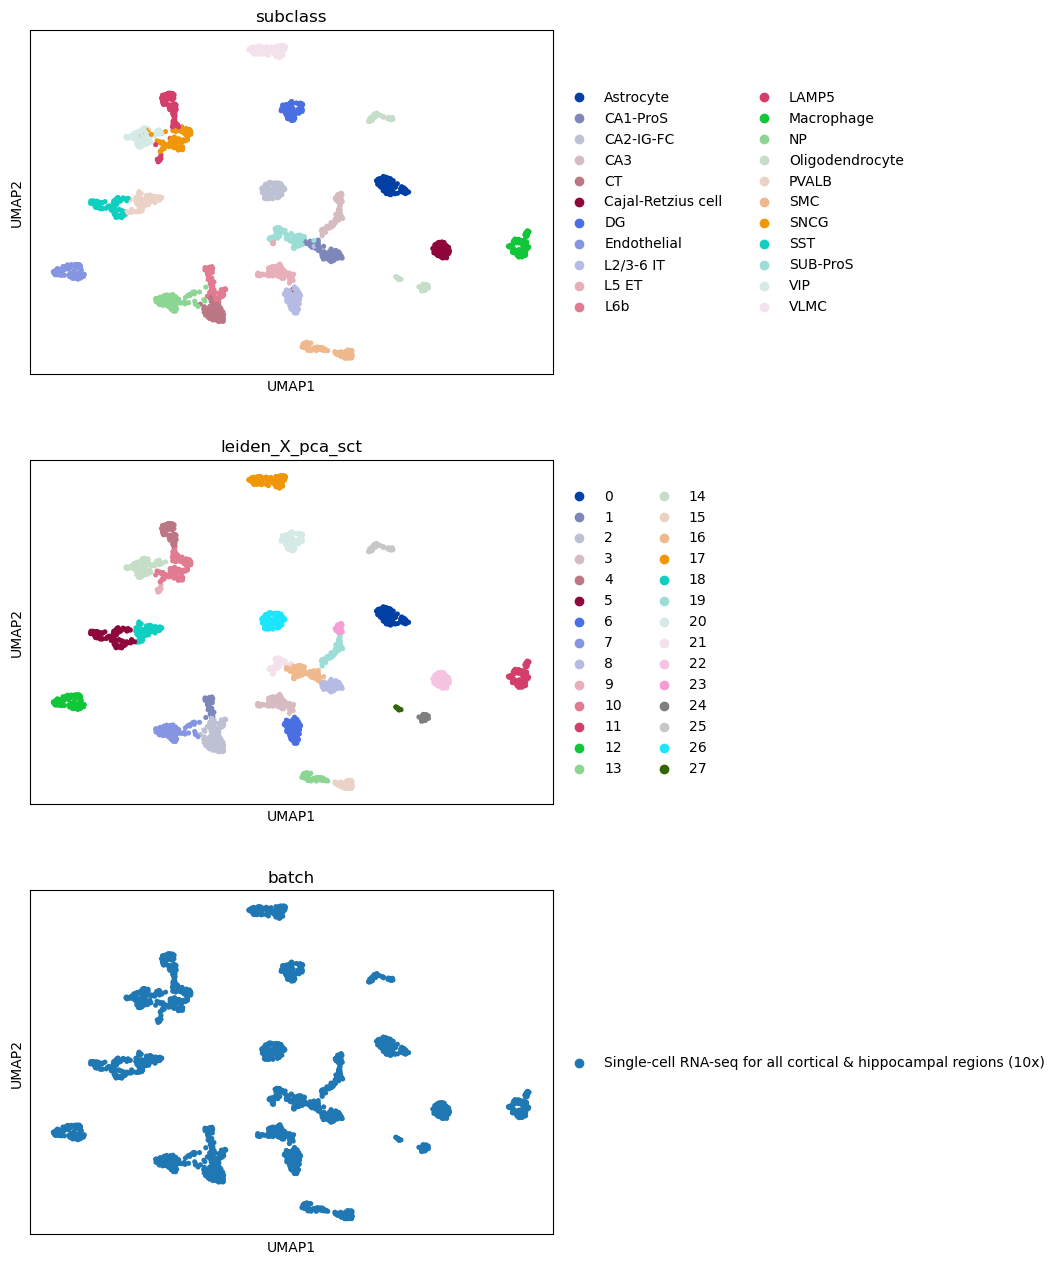 subclass
UMAP2
UMAP1
Astrocyte
CA1-ProS
CA2-IG-FC
CA3
CT
Cajal-Retzius cell
DG
Endothelial
L2/3-6 IT
L5 ET
L6b
LAMP5
Macrophage
NP
Oligodendrocyte
PVALB
SMC
SNCG
SST
SUB-ProS
VIP
VLMC
leiden_X_pca_sct
UMAP2
UMAP1
0
1
2
3
4
5
6
7
8
9
10
11
12
13
14
15
16
17
18
19
20
21
22
23
24
25
26
27
batch
UMAP2
UMAP1
Single-cell RNA-seq for all cortical & hippocampal regions (10x)